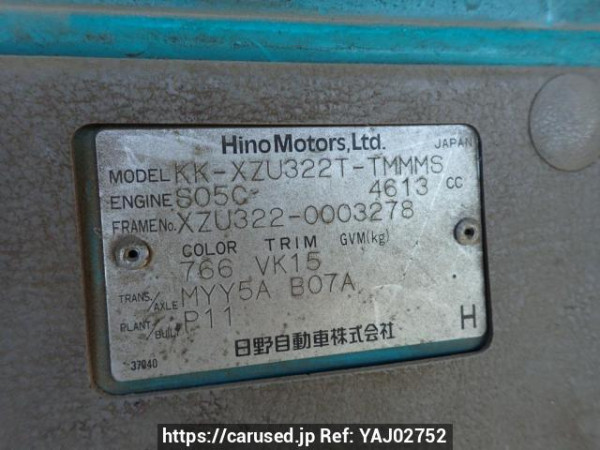 Hino Motors, Ltd. JAPAN
MODEL KK-XZU322T-TMMMS
ENGINE S05C 4613 CC
FRAME No. XZU322-0003278
COLOR TRIM GVM(kg)
766 VK15
TRANS./AXLE MYY5A B07A
PLANT/BUILT P11
日野自動車株式会社 H
37040
https://carused.jp Ref: YAJ02752